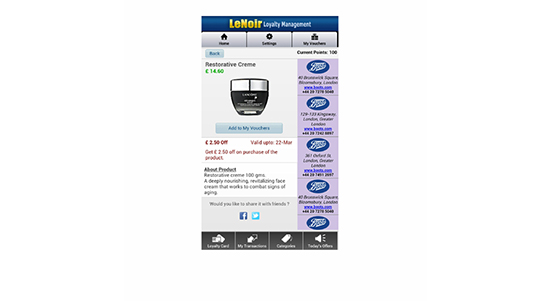 LeNoir Loyalty Management
Home
Settings
My Vouchers
Back
Current Points: 100
Restorative Creme
£ 14.60
LANCOME
Add to My Vouchers
£ 2.50 Off
Valid upto: 22-Mar
Get £ 2.50 off on purchase of the
product.
About Product
Restorative creme 100 gms.
A deeply nourishing, revitalizing face
cream that works to combat signs of
aging.
Would you like to share it with friends ?
Boots
40 Brunswick Square,
Bloomsbury, London
www.boots.com
+44 20 7278 5040
Boots
129-133 Kingsway
London, Greater
London
www.boots.com
+44 20 7242 0897
Boots
361 Oxford St,
London, Greater
London
www.boots.com
Boots
40 Brunswick Square,
Bloomsbury, London
www.boots.com
+44 20 7278 5040
Boots
Loyalty Card
My Transactions
Categories
Today's Offers